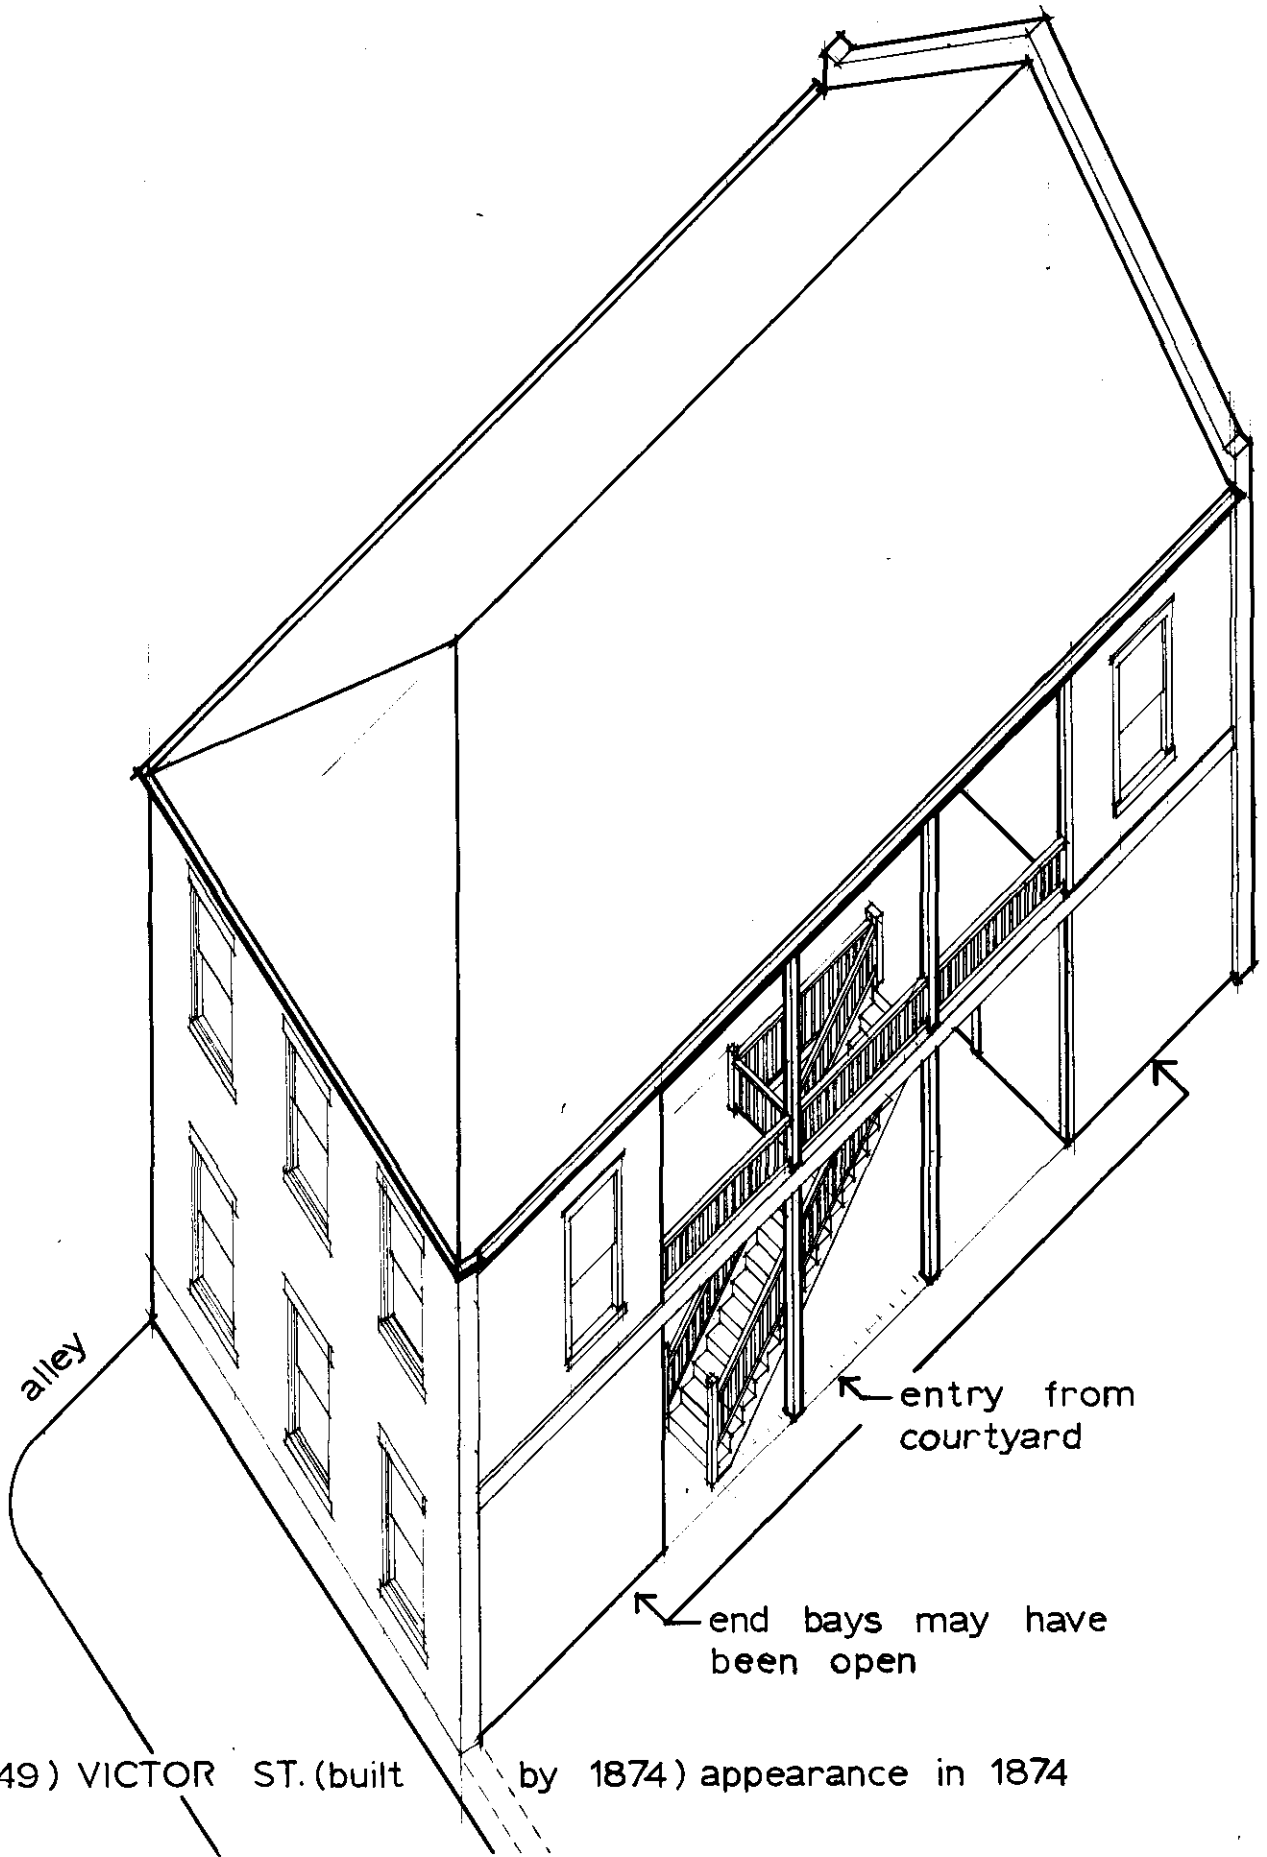 alley
entry from
courtyard
end bays may have
been open
49) VICTOR ST. (built by 1874) appearance in 1874